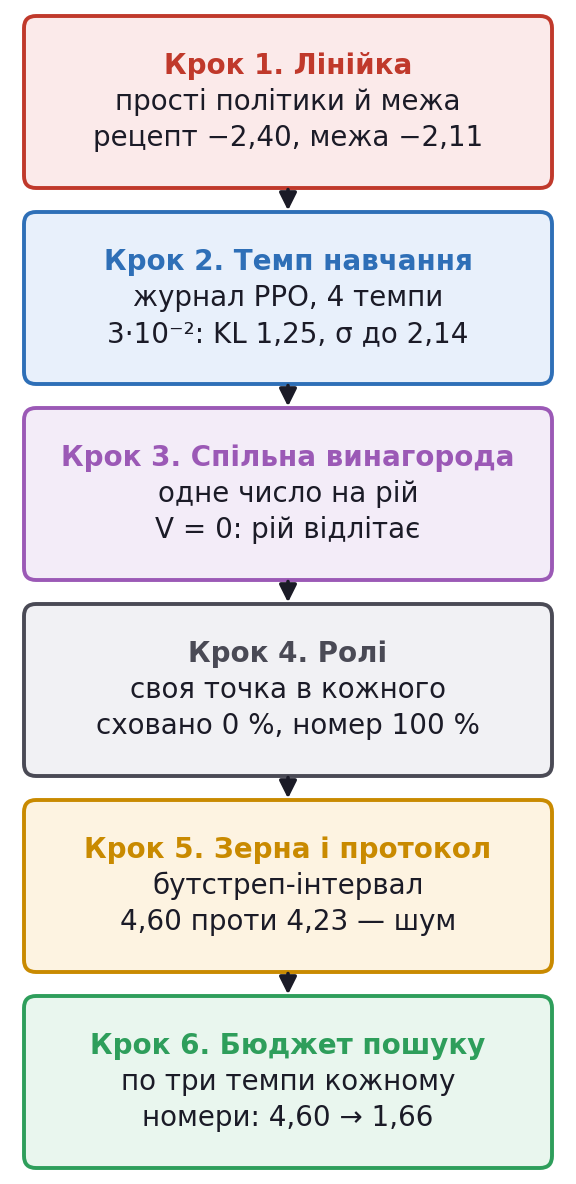 Крок 1. Лінійка
прості політики й межа
рецепт −2,40, межа −2,11
Крок 2. Темп навчання
журнал PPO, 4 темпи
3·10⁻²: KL 1,25, σ до 2,14
Крок 3. Спільна винагорода
одне число на рій
V = 0: рій відлітає
Крок 4. Ролі
своя точка в кожного
сховано 0 %, номер 100 %
Крок 5. Зерна і протокол
бутстреп-інтервал
4,60 проти 4,23 — шум
Крок 6. Бюджет пошуку
по три темпи кожному
номери: 4,60 → 1,66